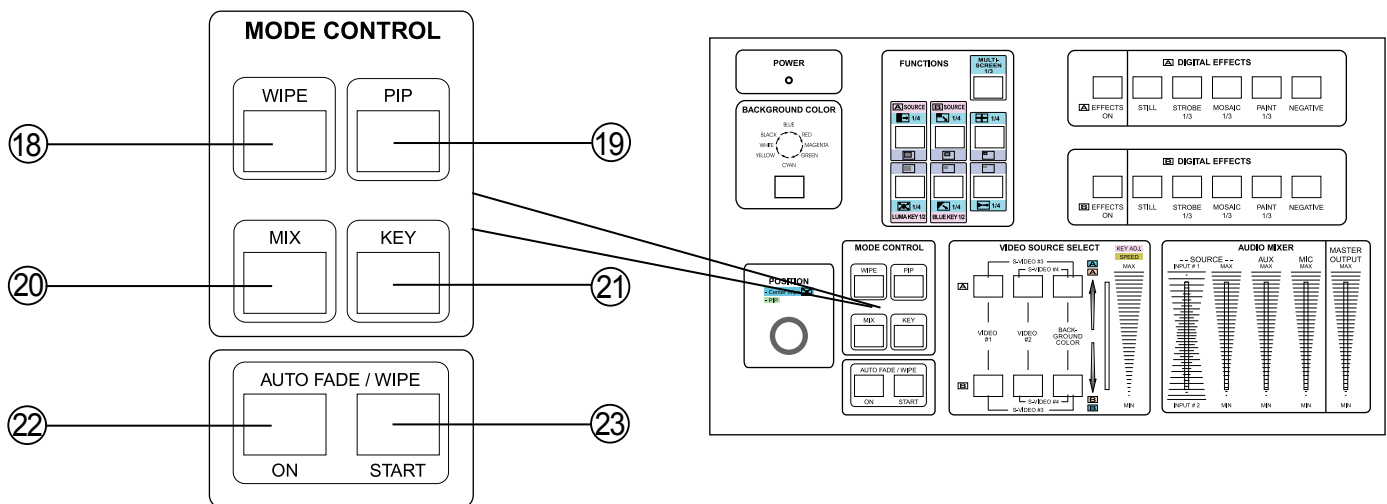 MODE CONTROL
WIPE PIP
18 19
MIX KEY
20 21
AUTO FADE / WIPE
22 23
ON START
POWER
BACKGROUND COLOR
BLUE
BLACK RED
WHITE MAGENTA
YELLOW GREEN
CYAN
FUNCTIONS
MULTI-
SCREEN
1/3
A SOURCE B SOURCE
1/4 1/4 1/4
1/4 1/4 1/4
LUMA KEY 1/2 BLUE KEY 1/2
A DIGITAL EFFECTS
A EFFECTS ON STILL STROBE 1/3 MOSAIC 1/3 PAINT 1/3 NEGATIVE
B DIGITAL EFFECTS
B EFFECTS ON STILL STROBE 1/3 MOSAIC 1/3 PAINT 1/3 NEGATIVE
POSITION
- PIP
MODE CONTROL
WIPE PIP
MIX KEY
AUTO FADE / WIPE
ON START
VIDEO SOURCE SELECT
S-VIDEO #3
S-VIDEO #4
A
VIDEO #1 VIDEO #2 BACK-GROUND COLOR
B
S-VIDEO #4
S-VIDEO #3
A
A
B
B
KEY ADJ.
SPEED
MAX
MIN
AUDIO MIXER
-- SOURCE -- AUX MIC MASTER OUTPUT
INPUT # 1 MAX MAX MAX MAX
INPUT # 2 MIN MIN MIN MIN